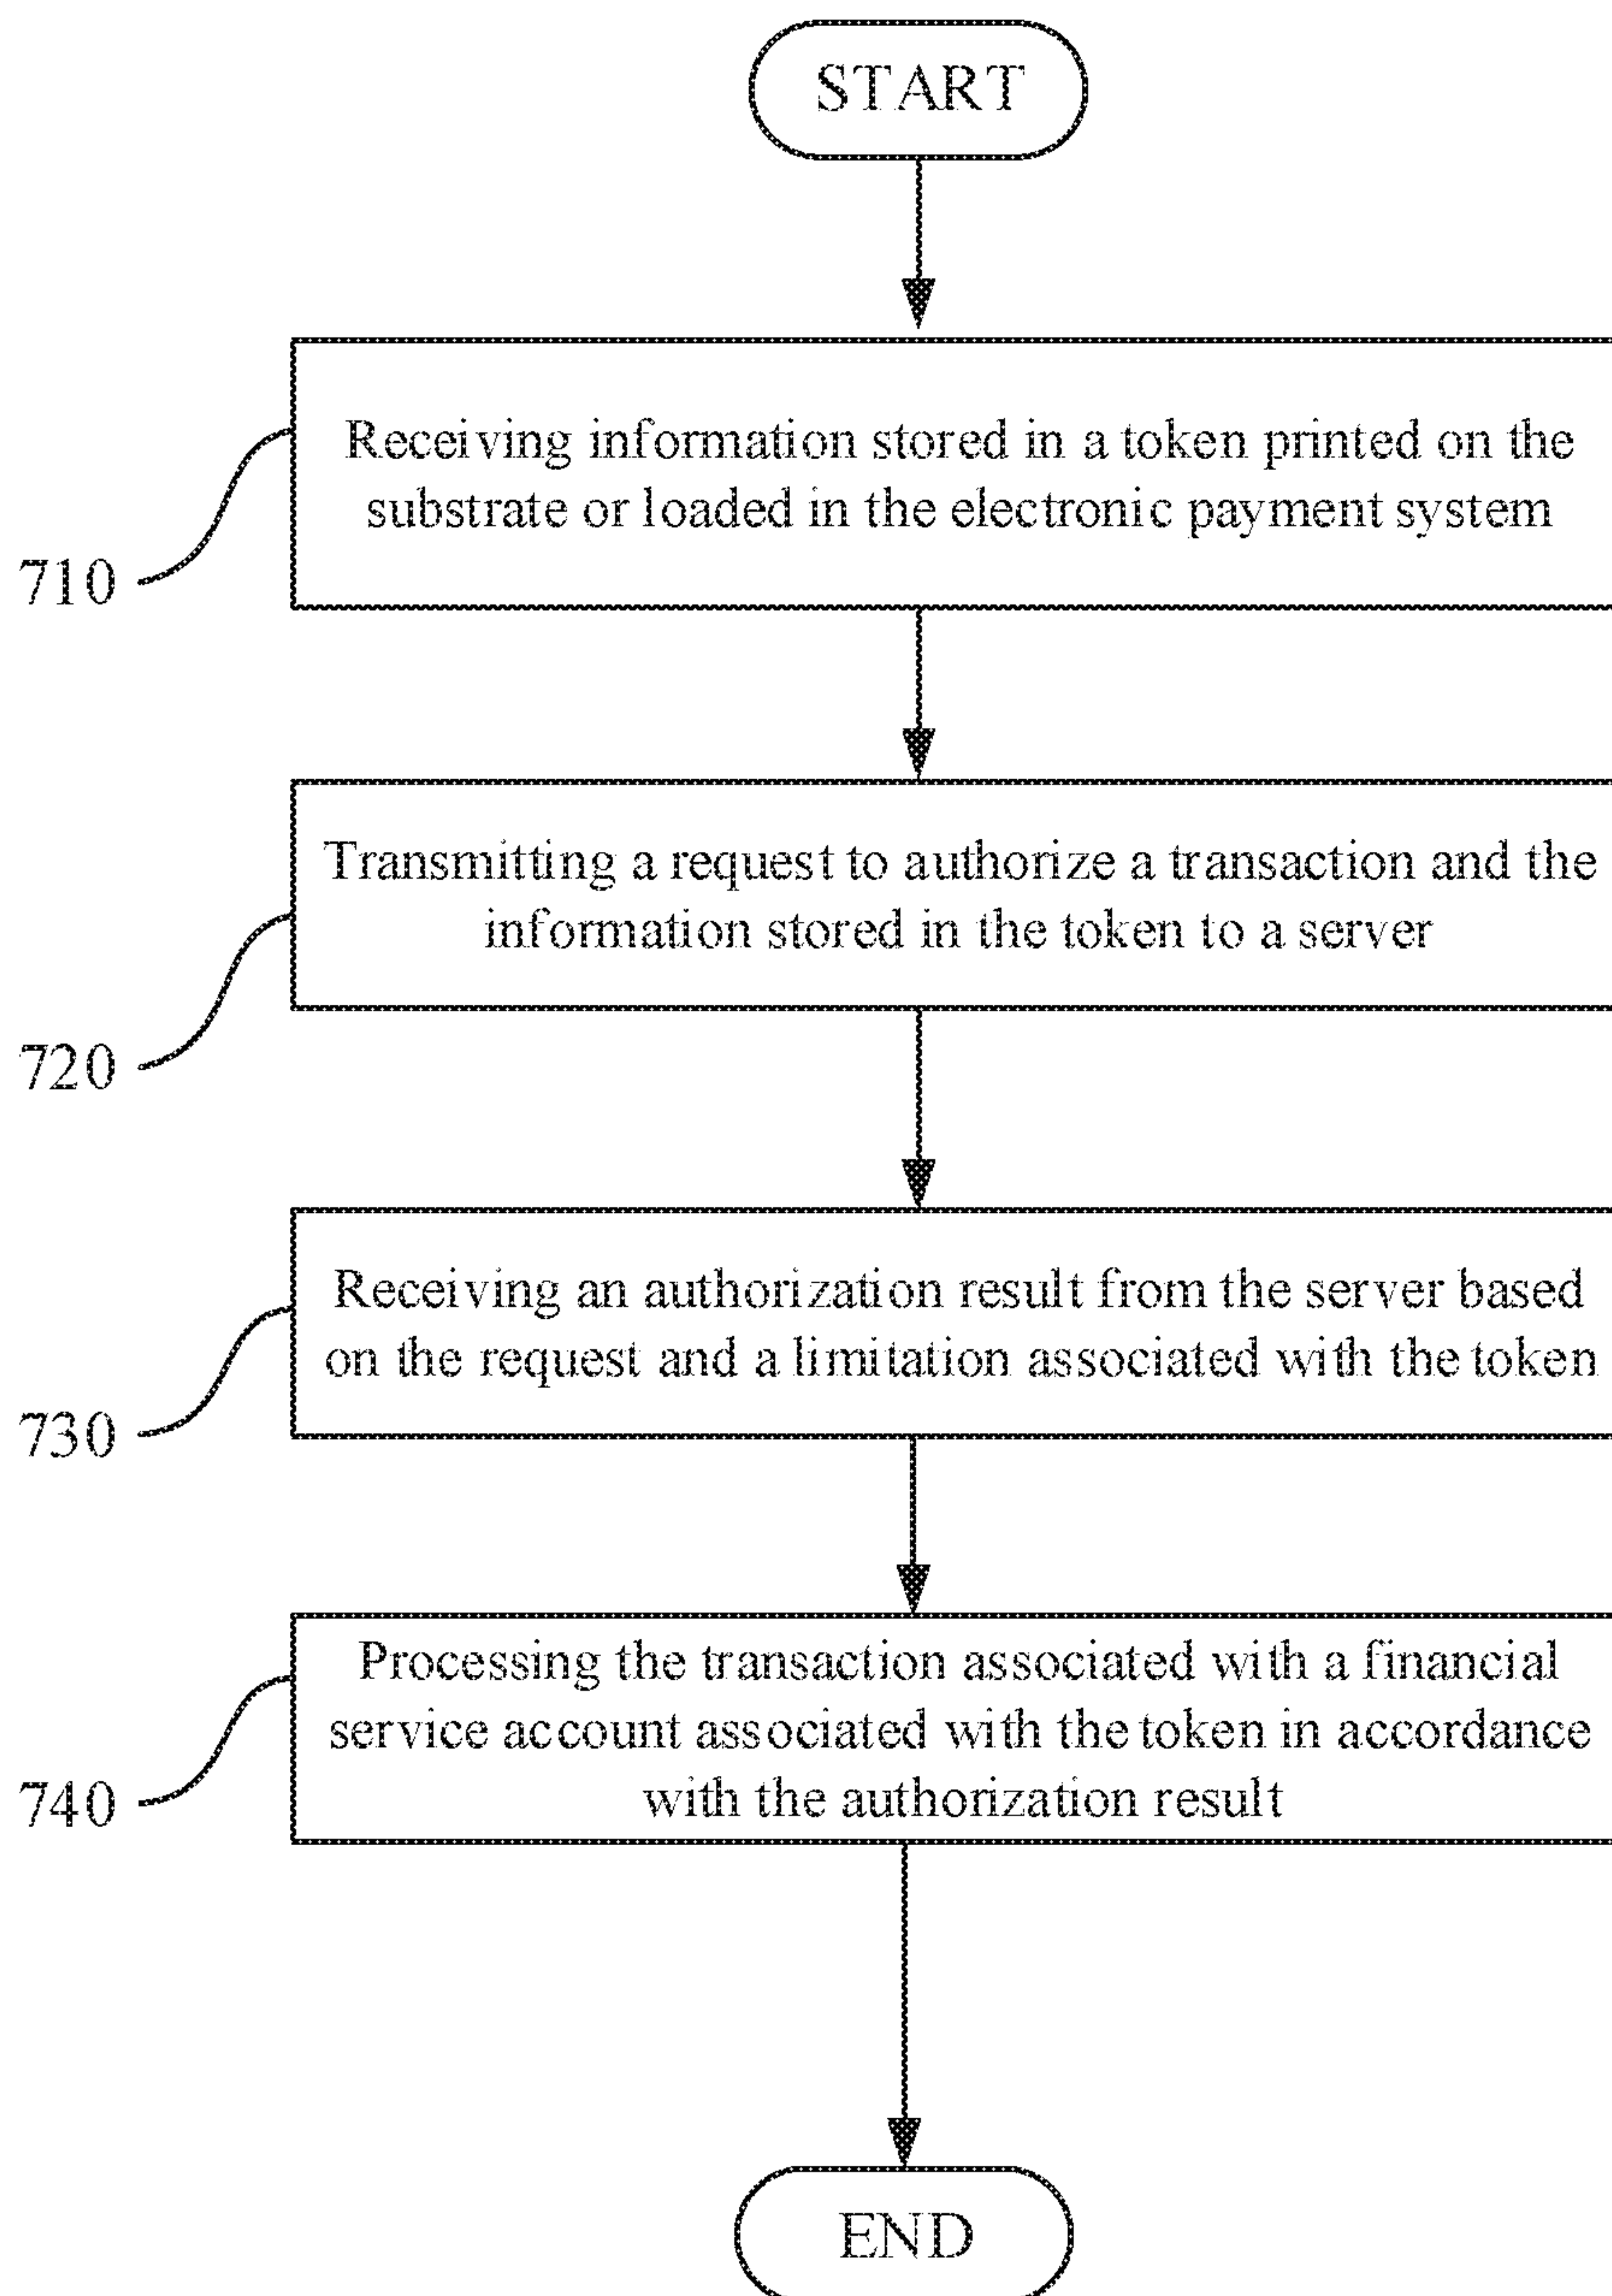 START
Receiving information stored in a token printed on the
substrate or loaded in the electronic payment system
710
Transmitting a request to authorize a transaction and the
information stored in the token to a server
720
Receiving an authorization result from the server based
on the request and a limitation associated with the token
730
Processing the transaction associated with a financial
service account associated with the token in accordance
with the authorization result
740
END